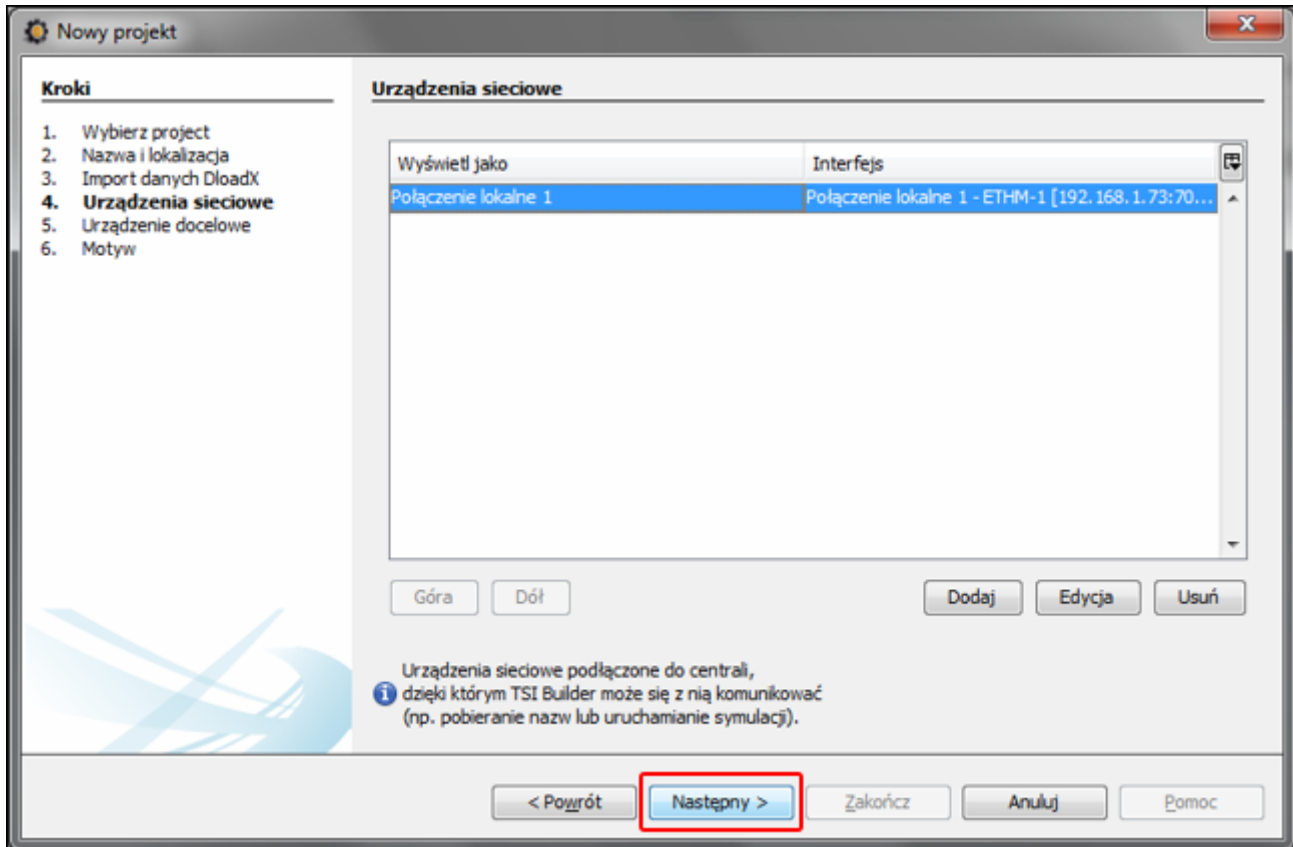 Nowy projekt
Kroki
1. Wybierz project
2. Nazwa i lokalizacja
3. Import danych DloadX
4. Urządzenia sieciowe
5. Urządzenie docelowe
6. Motyw
Urządzenia sieciowe
Wyświetl jako Interfejs
Połączenie lokalne 1 Połączenie lokalne 1 - ETHM-1 [192.168.1.73:70...
Góra Dół Dodaj Edycja Usuń
Urządzenia sieciowe podłączone do centrali,
dzięki którym TSI Builder może się z nią komunikować
(np. pobieranie nazw lub uruchamianie symulacji).
< Powrót Następny > Zakończ Anuluj Pomoc